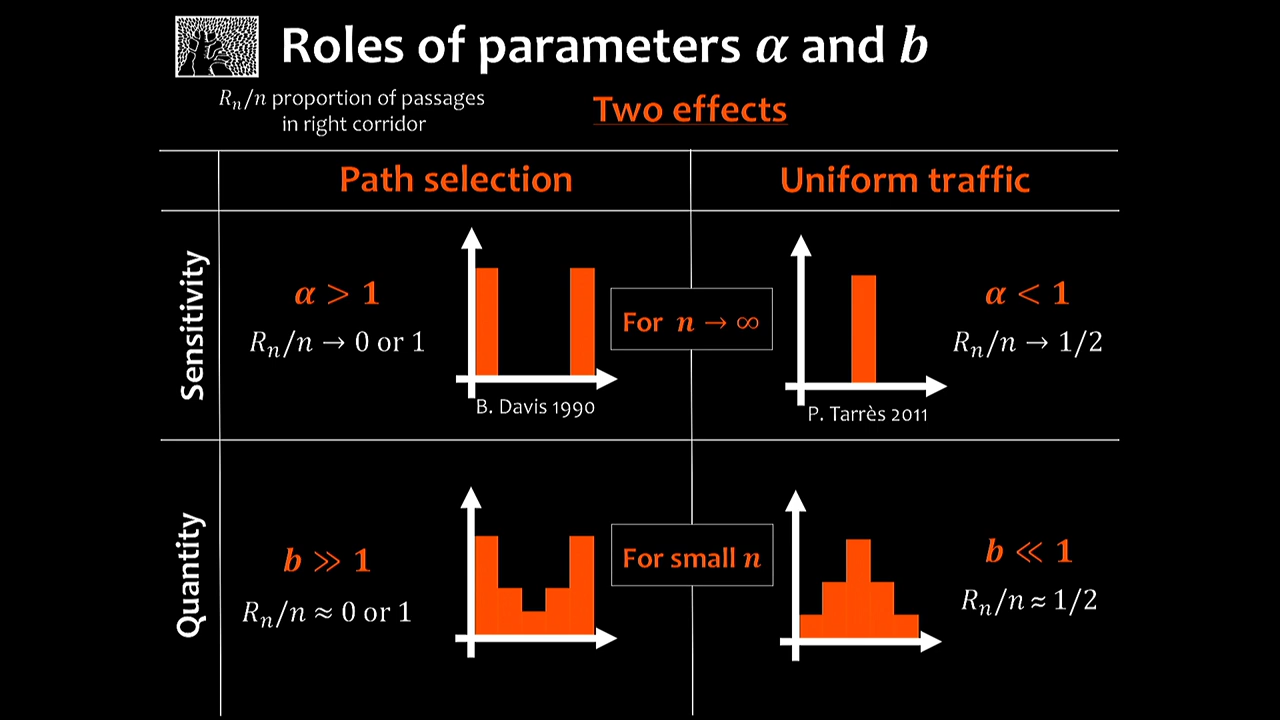 Roles of parameters α and b
R_n/n proportion of passages
in right corridor
Two effects
Path selection
Uniform traffic
Sensitivity
α > 1
R_n/n → 0 or 1
B. Davis 1990
For n → ∞
α < 1
R_n/n → 1/2
P. Tarrès 2011
Quantity
b ≫ 1
R_n/n ≈ 0 or 1
For small n
b ≪ 1
R_n/n ≈ 1/2